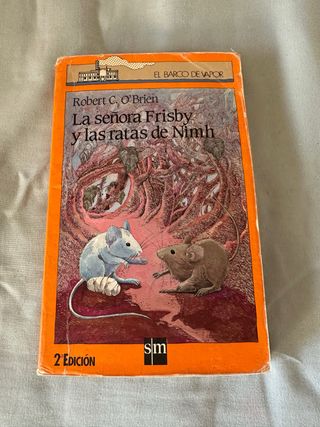 EL BARCO DE VAPOR
Robert C. O'Brien
La señora Frisby
y las ratas de Nimh
2ª EDICIÓN
sm